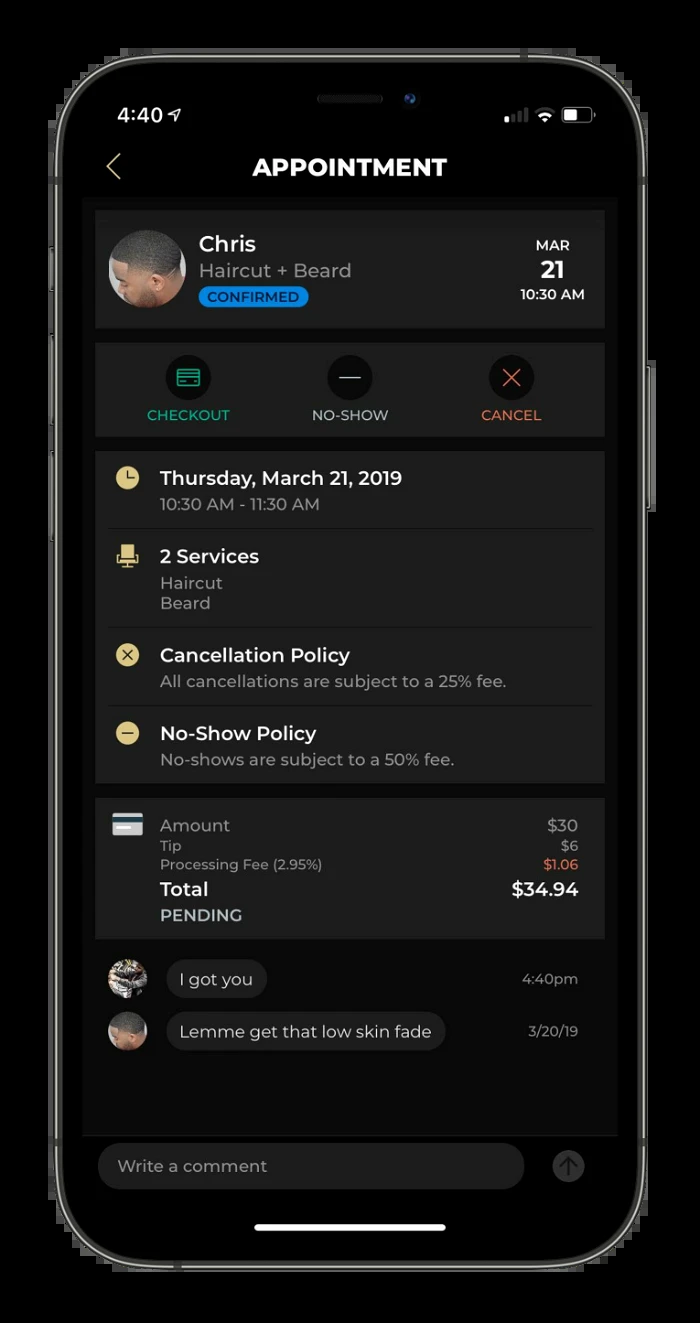 4:40
APPOINTMENT
Chris
Haircut + Beard
CONFIRMED
MAR
21
10:30 AM
CHECKOUT
NO-SHOW
CANCEL
Thursday, March 21, 2019
10:30 AM - 11:30 AM
2 Services
Haircut
Beard
Cancellation Policy
All cancellations are subject to a 25% fee.
No-Show Policy
No-shows are subject to a 50% fee.
Amount $30
Tip $6
Processing Fee (2.95%) $1.06
Total $34.94
PENDING
I got you 4:40pm
Lemme get that low skin fade 3/20/19
Write a comment